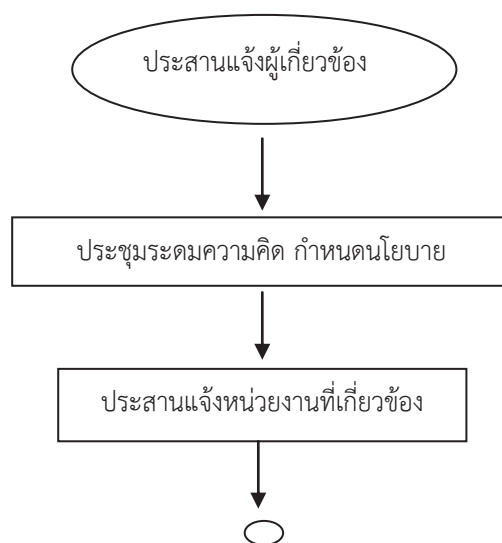 ประสานแจ้งผู้เกี่ยวข้อง
ประชุมระดมความคิด กำหนดนโยบาย
ประสานแจ้งหน่วยงานที่เกี่ยวข้อง